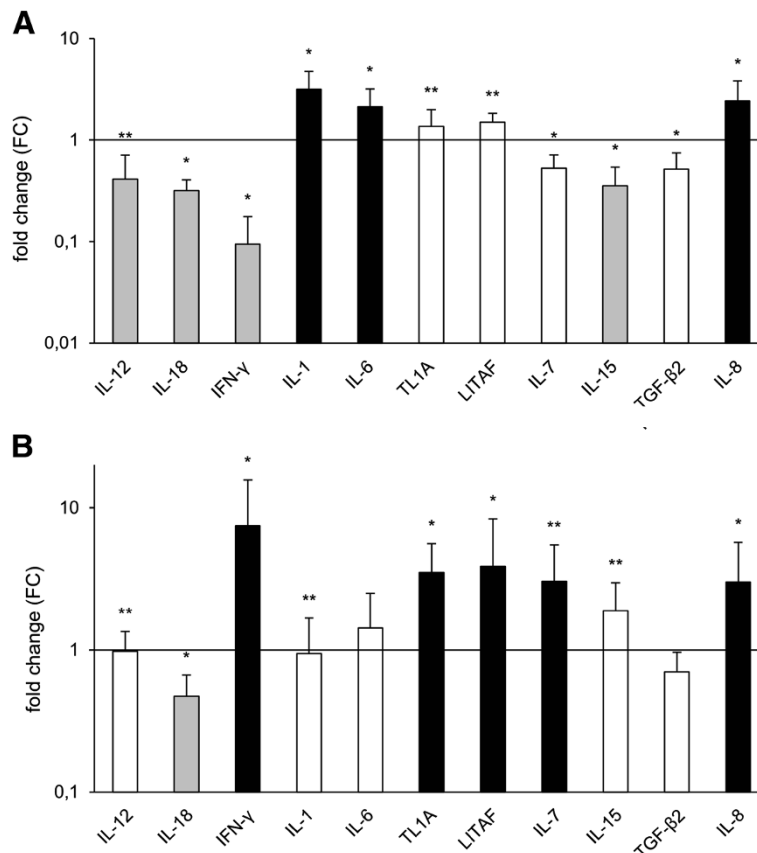 A
10
1
0,1
0,01
fold change (FC)
** * * * * ** ** * * * *
IL-12 IL-18 IFN-γ IL-1 IL-6 TL1A LITAF IL-7 IL-15 TGF-β2 IL-8
B
10
1
0,1
fold change (FC)
** * * ** * * ** ** *
IL-12 IL-18 IFN-γ IL-1 IL-6 TL1A LITAF IL-7 IL-15 TGF-β2 IL-8